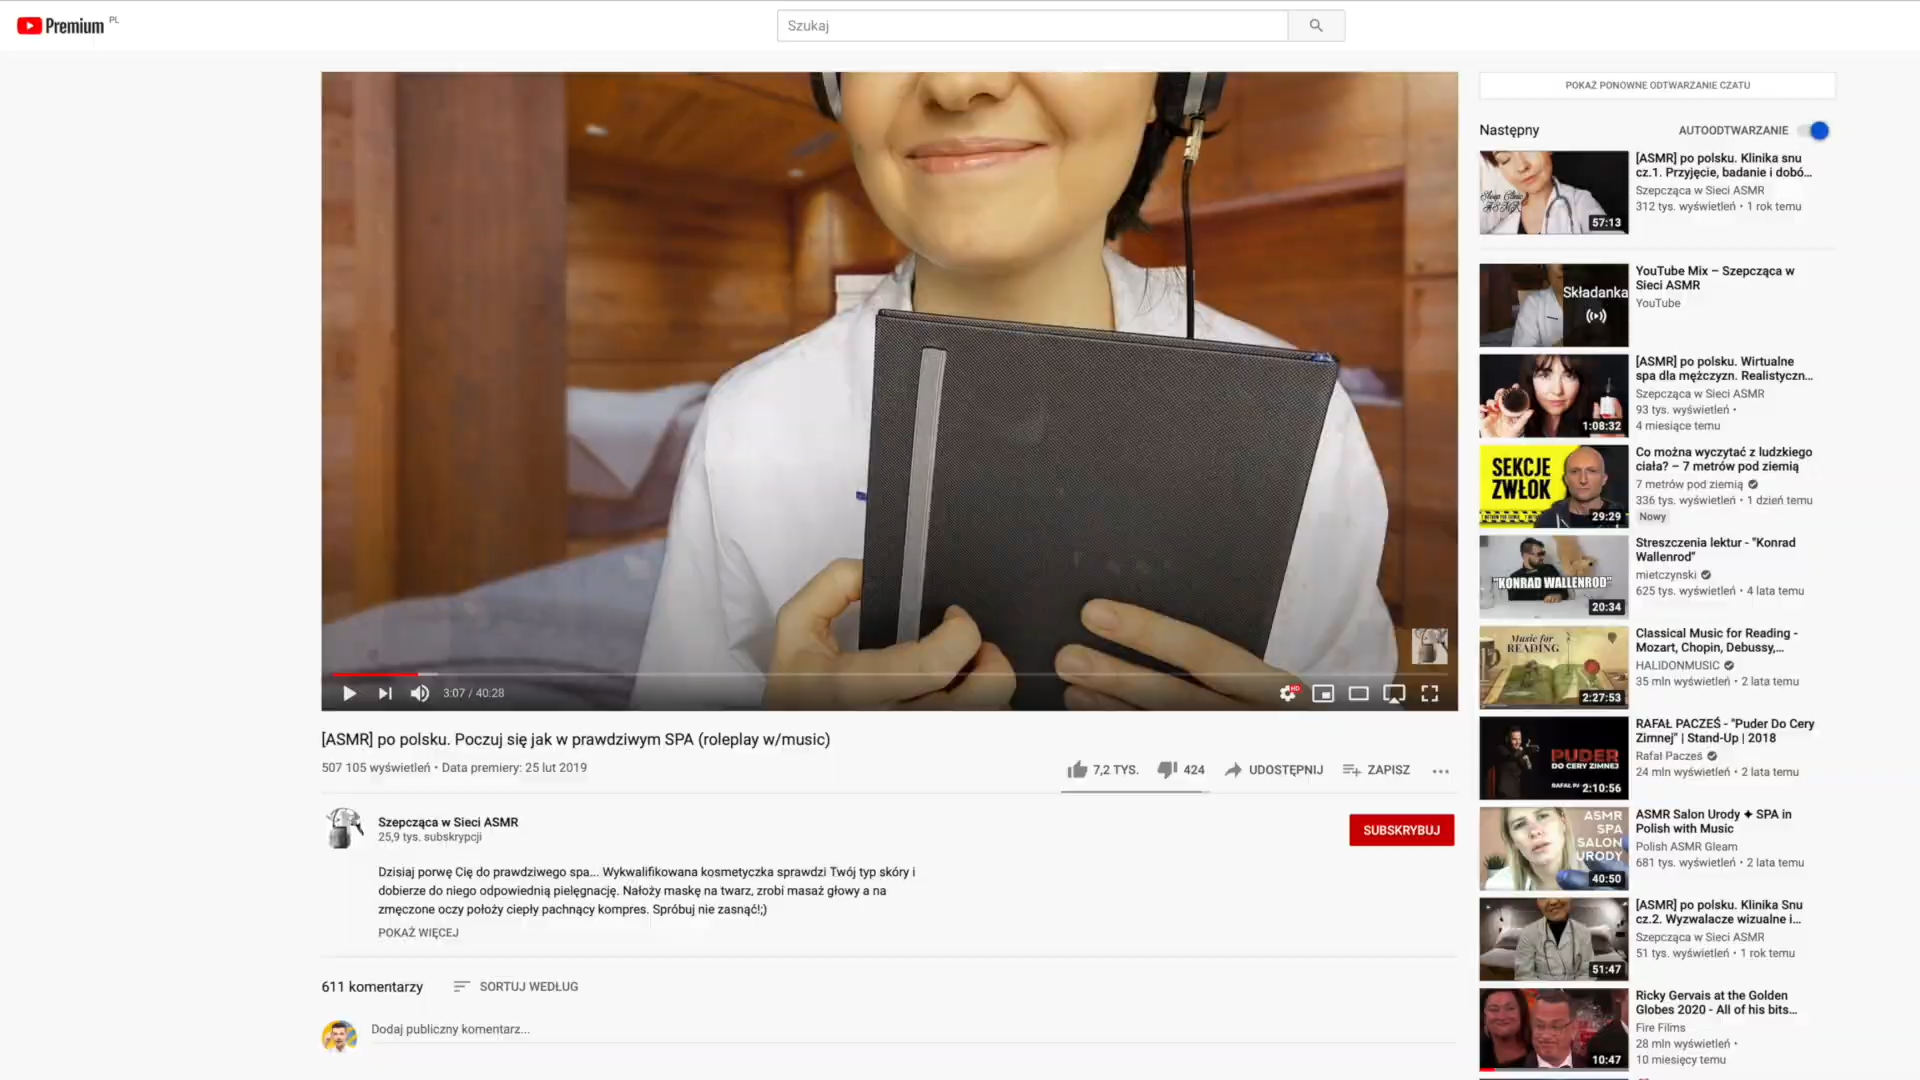 Premium PL
Szukaj
3:07 / 40:28
[ASMR] po polsku. Poczuj się jak w prawdziwym SPA (roleplay w/music)
507 105 wyświetleń • Data premiery: 25 lut 2019
7,2 TYS.
424
UDOSTĘPNIJ
ZAPISZ
Szepcząca w Sieci ASMR
25,9 tys. subskrypcji
SUBSKRYBUJ
Dzisiaj porwę Cię do prawdziwego spa... Wykwalifikowana kosmetyczka sprawdzi Twój typ skóry i
dobierze do niego odpowiednią pielęgnację. Nałoży maskę na twarz, zrobi masaż głowy a na
zmęczone oczy położy ciepły pachnący kompres. Spróbuj nie zasnąć!;)
POKAŻ WIĘCEJ
611 komentarzy
SORTUJ WEDŁUG
Dodaj publiczny komentarz...
POKAŻ PONOWNE ODTWARZANIE CZATU
Następny
AUTOODTWARZANIE
Sleep Clinic
ASMR
57:13
[ASMR] po polsku. Klinika snu
cz.1. Przyjęcie, badanie i dobó...
Szepcząca w Sieci ASMR
312 tys. wyświetleń • 1 rok temu
Składanka
YouTube Mix – Szepcząca w
Sieci ASMR
YouTube
1:08:32
[ASMR] po polsku. Wirtualne
spa dla mężczyzn. Realistyczn...
Szepcząca w Sieci ASMR
93 tys. wyświetleń •
4 miesiące temu
SEKCJE
ZWŁOK
29:29
Co można wyczytać z ludzkiego
ciała? – 7 metrów pod ziemią
7 metrów pod ziemią
336 tys. wyświetleń • 1 dzień temu
Nowy
"KONRAD WALLENROD"
20:34
Streszczenia lektur - "Konrad
Wallenrod"
mietczynski
625 tys. wyświetleń • 4 lata temu
Music for
READING
2:27:53
Classical Music for Reading -
Mozart, Chopin, Debussy,...
HALIDONMUSIC
35 mln wyświetleń • 2 lata temu
PUDER
DO CERY ZIMNEJ
2:10:56
RAFAŁ PACZEŚ - "Puder Do Cery
Zimnej" | Stand-Up | 2018
Rafał Pacześ
24 mln wyświetleń • 2 lata temu
ASMR
SPA
SALON
URODY
40:50
ASMR Salon Urody ✦ SPA in
Polish with Music
Polish ASMR Gleam
681 tys. wyświetleń • 2 lata temu
51:47
[ASMR] po polsku. Klinika Snu
cz.2. Wyzwalacze wizualne i...
Szepcząca w Sieci ASMR
51 tys. wyświetleń • 1 rok temu
10:47
Ricky Gervais at the Golden
Globes 2020 - All of his bits...
Fire Films
28 mln wyświetleń •
10 miesięcy temu